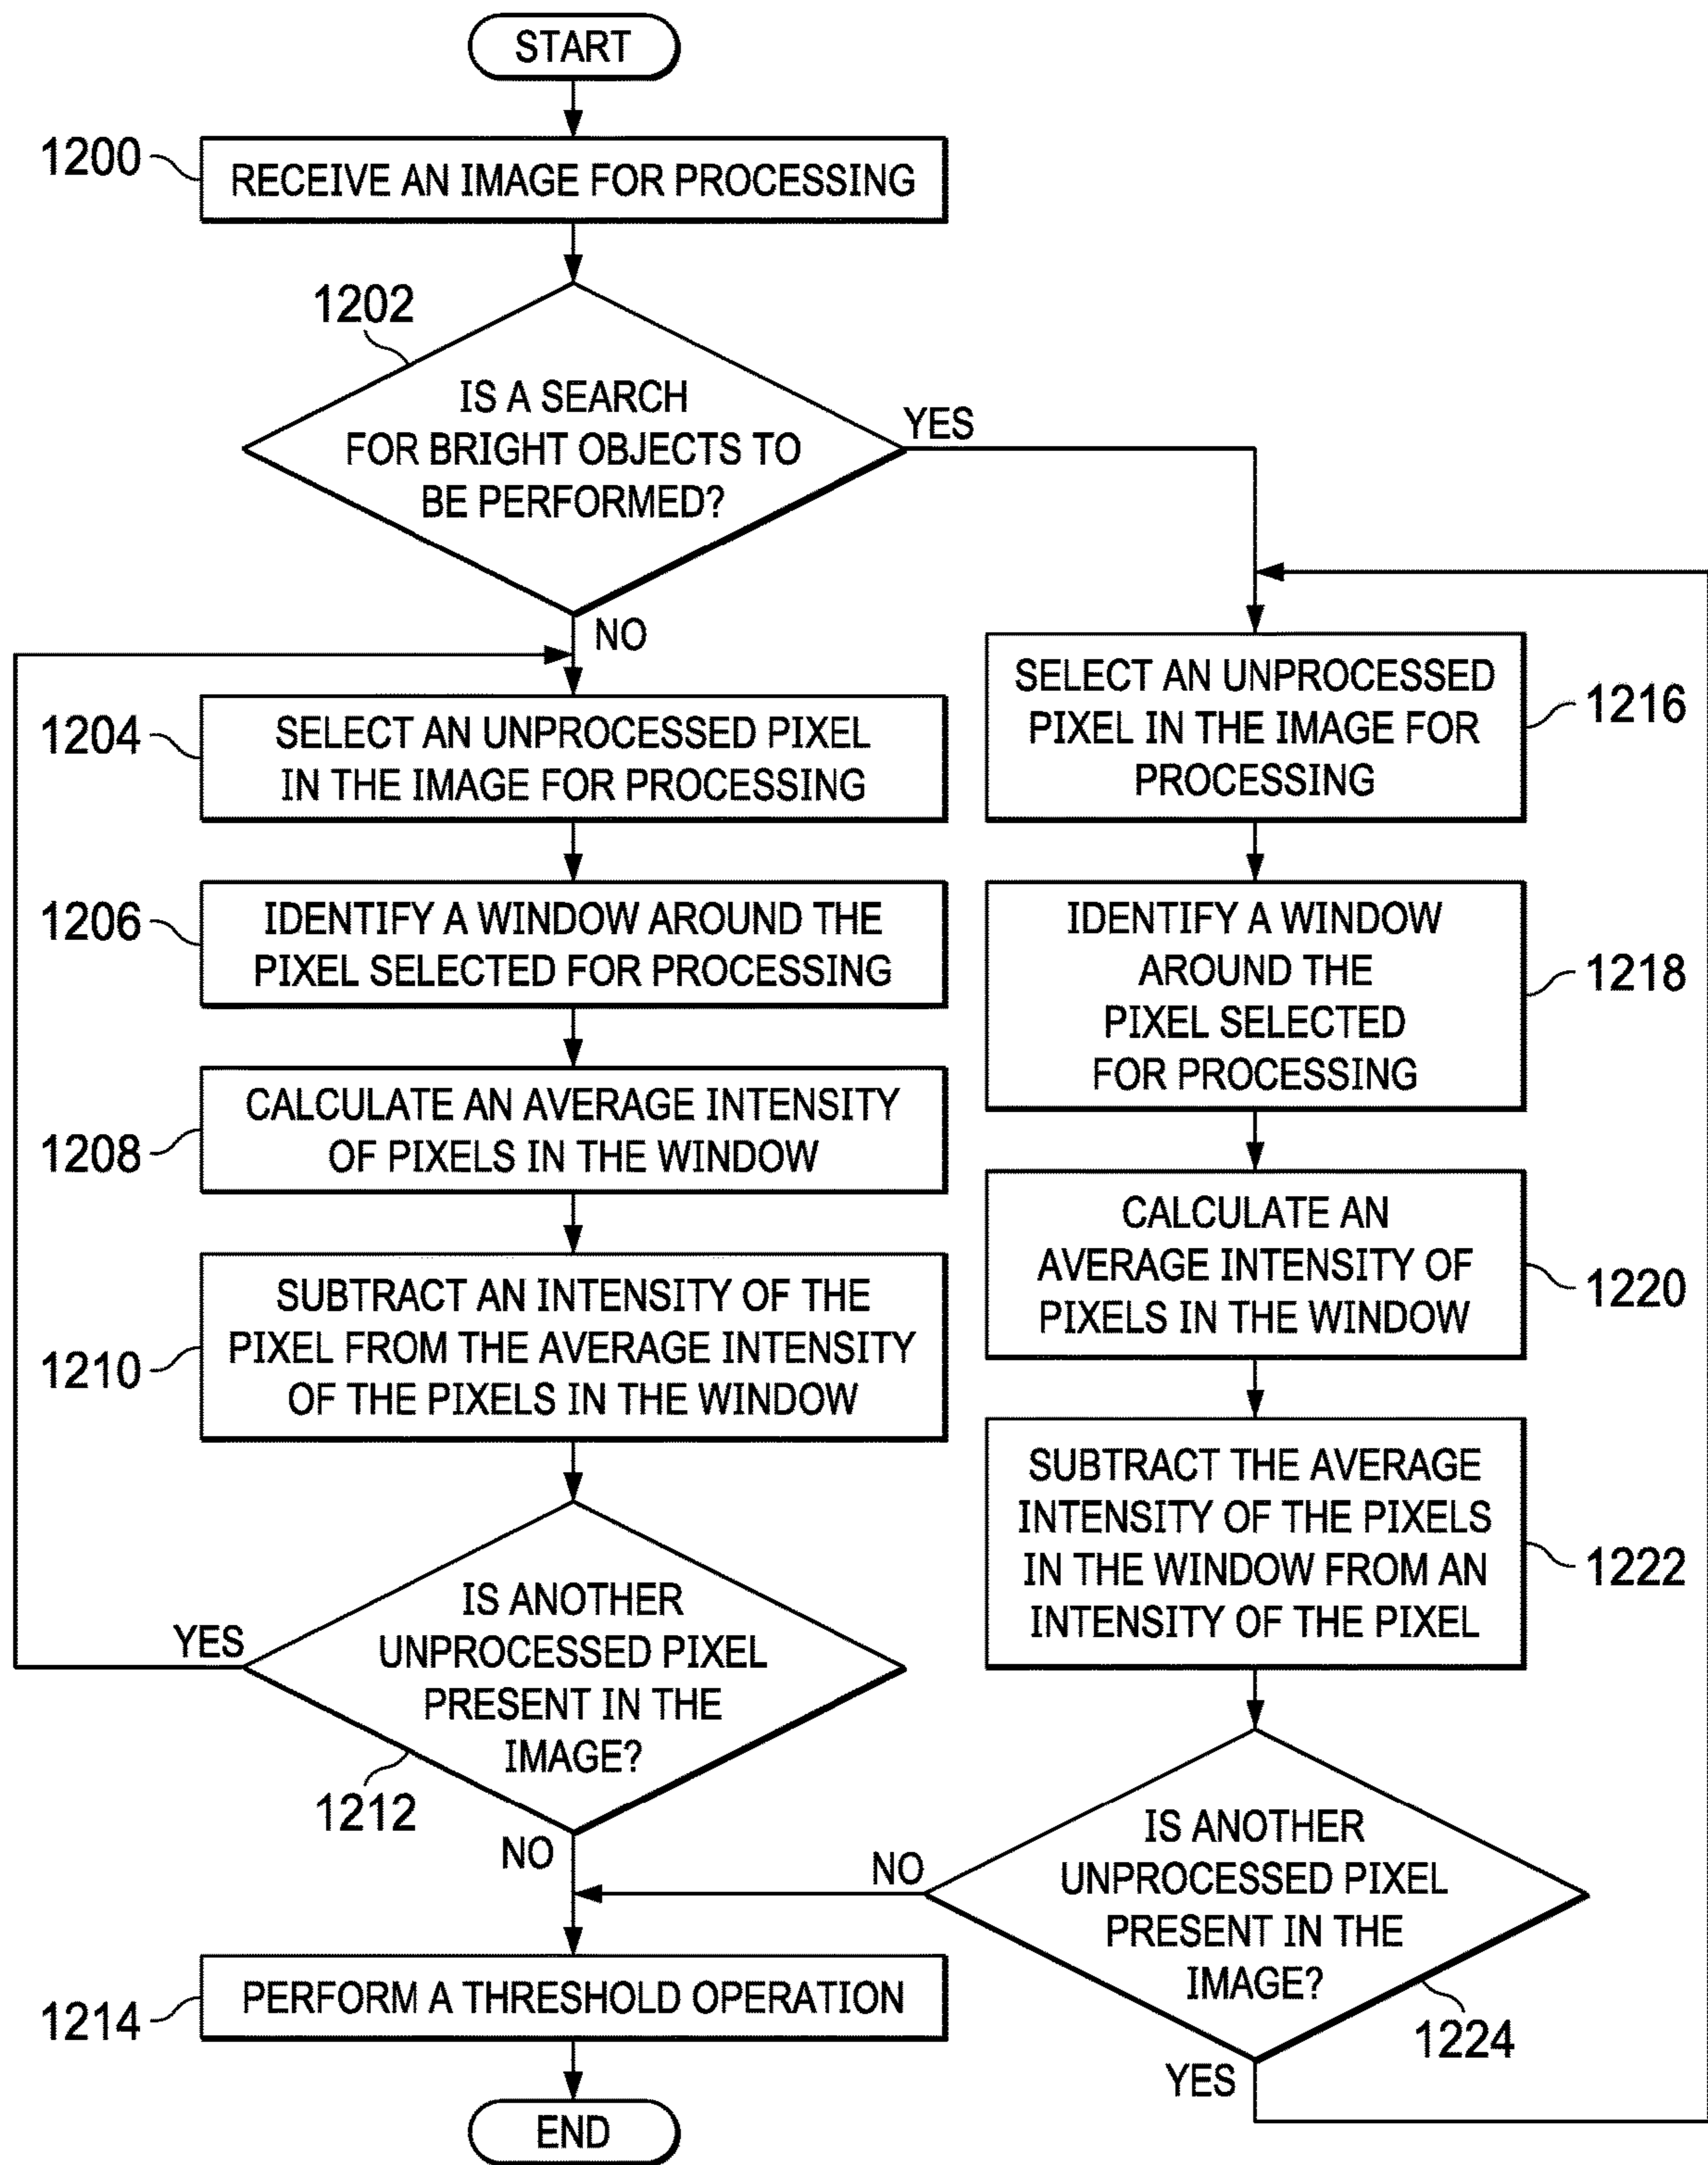 START
1200
RECEIVE AN IMAGE FOR PROCESSING
1202
IS A SEARCH
FOR BRIGHT OBJECTS TO
BE PERFORMED?
YES
NO
1204
SELECT AN UNPROCESSED PIXEL
IN THE IMAGE FOR PROCESSING
1206
IDENTIFY A WINDOW AROUND THE
PIXEL SELECTED FOR PROCESSING
1208
CALCULATE AN AVERAGE INTENSITY
OF PIXELS IN THE WINDOW
1210
SUBTRACT AN INTENSITY OF THE
PIXEL FROM THE AVERAGE INTENSITY
OF THE PIXELS IN THE WINDOW
IS ANOTHER
UNPROCESSED PIXEL
PRESENT IN THE
IMAGE?
YES
1212
NO
1214
PERFORM A THRESHOLD OPERATION
END
SELECT AN UNPROCESSED
PIXEL IN THE IMAGE FOR
PROCESSING
1216
IDENTIFY A WINDOW
AROUND THE
PIXEL SELECTED
FOR PROCESSING
1218
CALCULATE AN
AVERAGE INTENSITY OF
PIXELS IN THE WINDOW
1220
SUBTRACT THE AVERAGE
INTENSITY OF THE PIXELS
IN THE WINDOW FROM AN
INTENSITY OF THE PIXEL
1222
IS ANOTHER
UNPROCESSED PIXEL
PRESENT IN THE
IMAGE?
NO
1224
YES